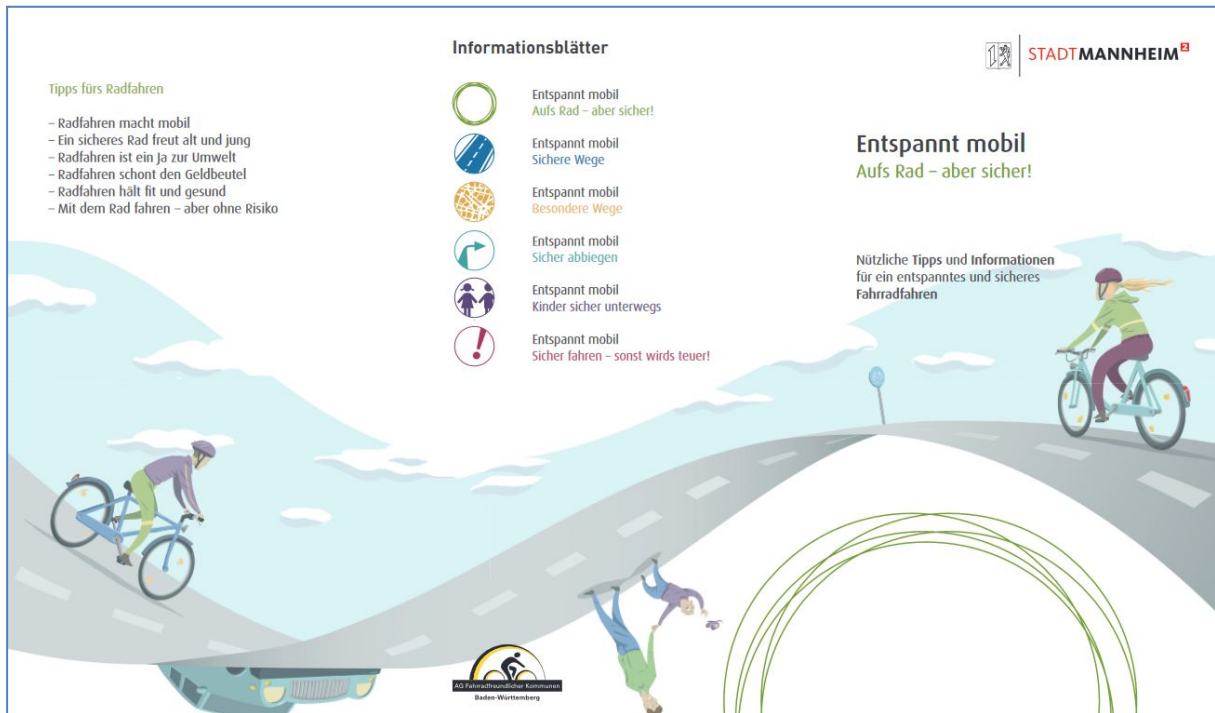 Tipps fürs Radfahren
– Radfahren macht mobil
– Ein sicheres Rad freut alt und jung
– Radfahren ist ein Ja zur Umwelt
– Radfahren schont den Geldbeutel
– Radfahren hält fit und gesund
– Mit dem Rad fahren – aber ohne Risiko
Informationsblätter
Entspannt mobil
Aufs Rad – aber sicher!
Entspannt mobil
Sichere Wege
Entspannt mobil
Besondere Wege
Entspannt mobil
Sicher abbiegen
Entspannt mobil
Kinder sicher unterwegs
Entspannt mobil
Sicher fahren – sonst wirds teuer!
AG Fahrradfreundlicher Kommunen
Baden-Württemberg
STADTMANNHEIM²
Entspannt mobil
Aufs Rad – aber sicher!
Nützliche Tipps und Informationen
für ein entspanntes und sicheres
Fahrradfahren